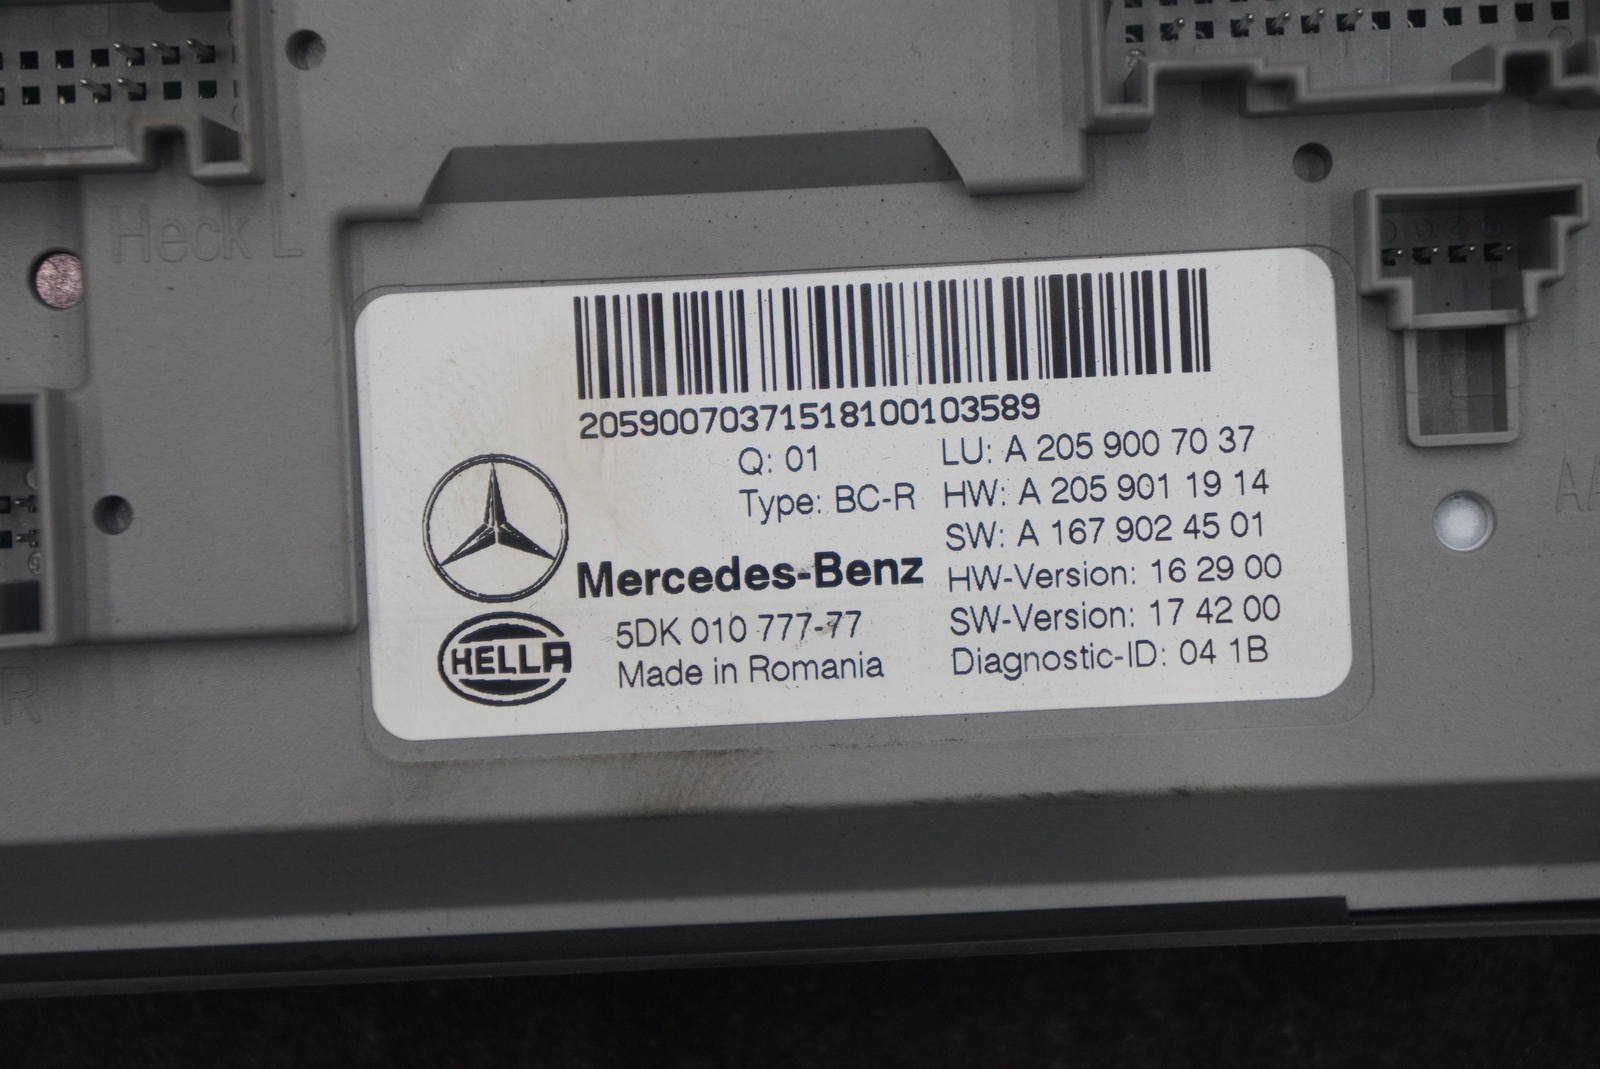 Heck L
20590070371518100103589
Q: 01
LU: A 205 900 70 37
Type: BC-R
HW: A 205 901 19 14
SW: A 167 902 45 01
Mercedes-Benz
HW-Version: 16 29 00
5DK 010 777-77
SW-Version: 17 42 00
HELLA
Made in Romania
Diagnostic-ID: 04 1B
R